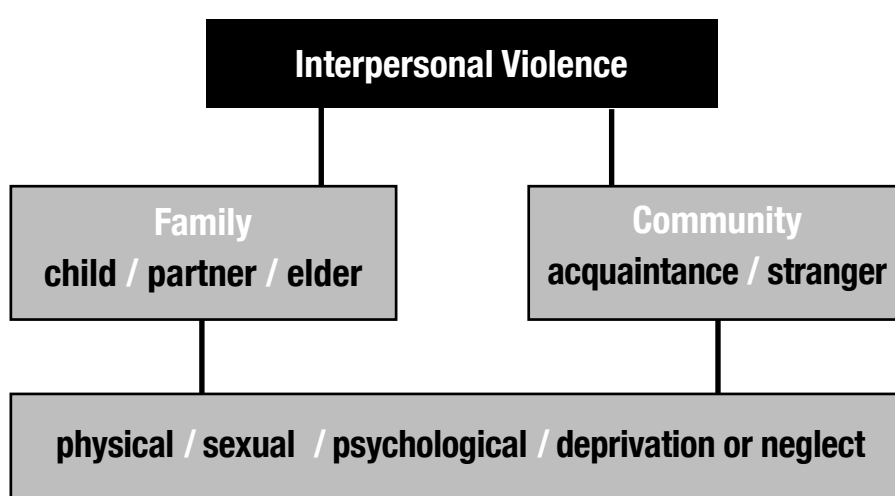 Interpersonal Violence
Family
child / partner / elder
Community
acquaintance / stranger
physical / sexual / psychological / deprivation or neglect